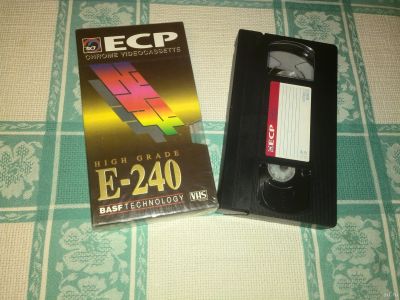 ECP
CHROME VIDEOCASSETTE
HIGH GRADE
E-240
BASF TECHNOLOGY VHS
ECP